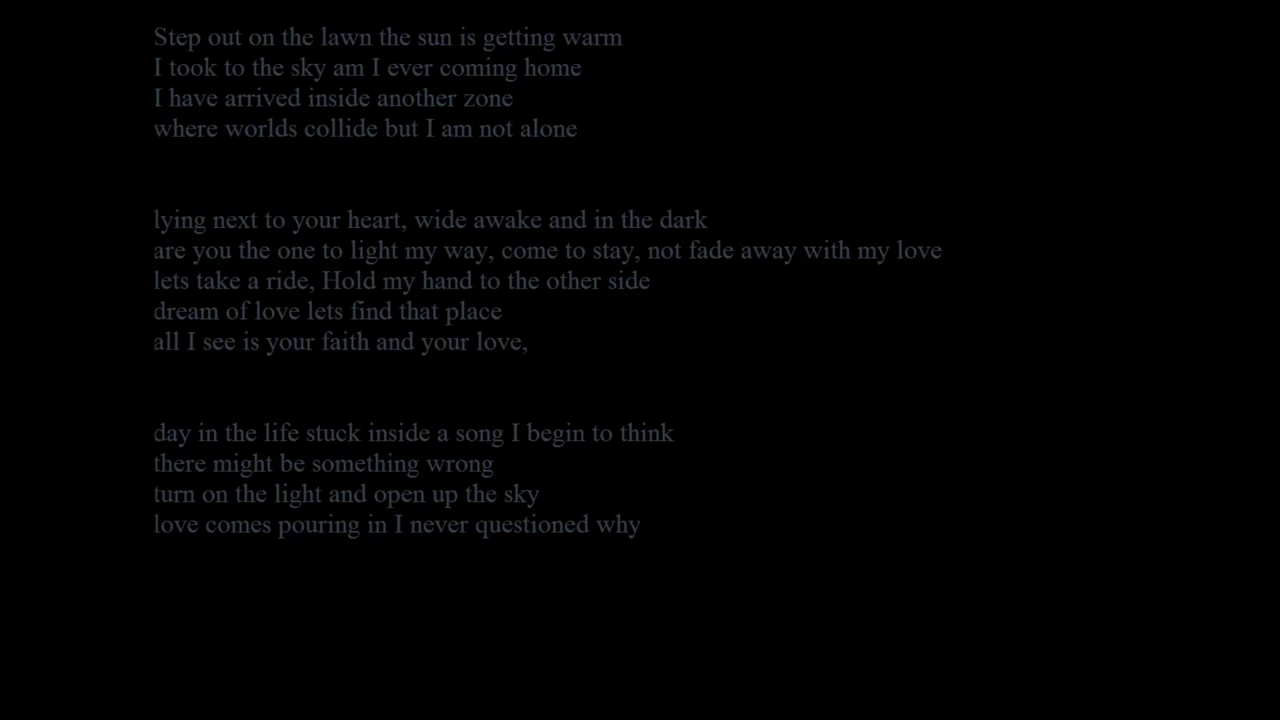 Step out on the lawn the sun is getting warm
I took to the sky am I ever coming home
I have arrived inside another zone
where worlds collide but I am not alone
lying next to your heart, wide awake and in the dark
are you the one to light my way, come to stay, not fade away with my love
lets take a ride, Hold my hand to the other side
dream of love lets find that place
all I see is your faith and your love,
day in the life stuck inside a song I begin to think
there might be something wrong
turn on the light and open up the sky
love comes pouring in I never questioned why